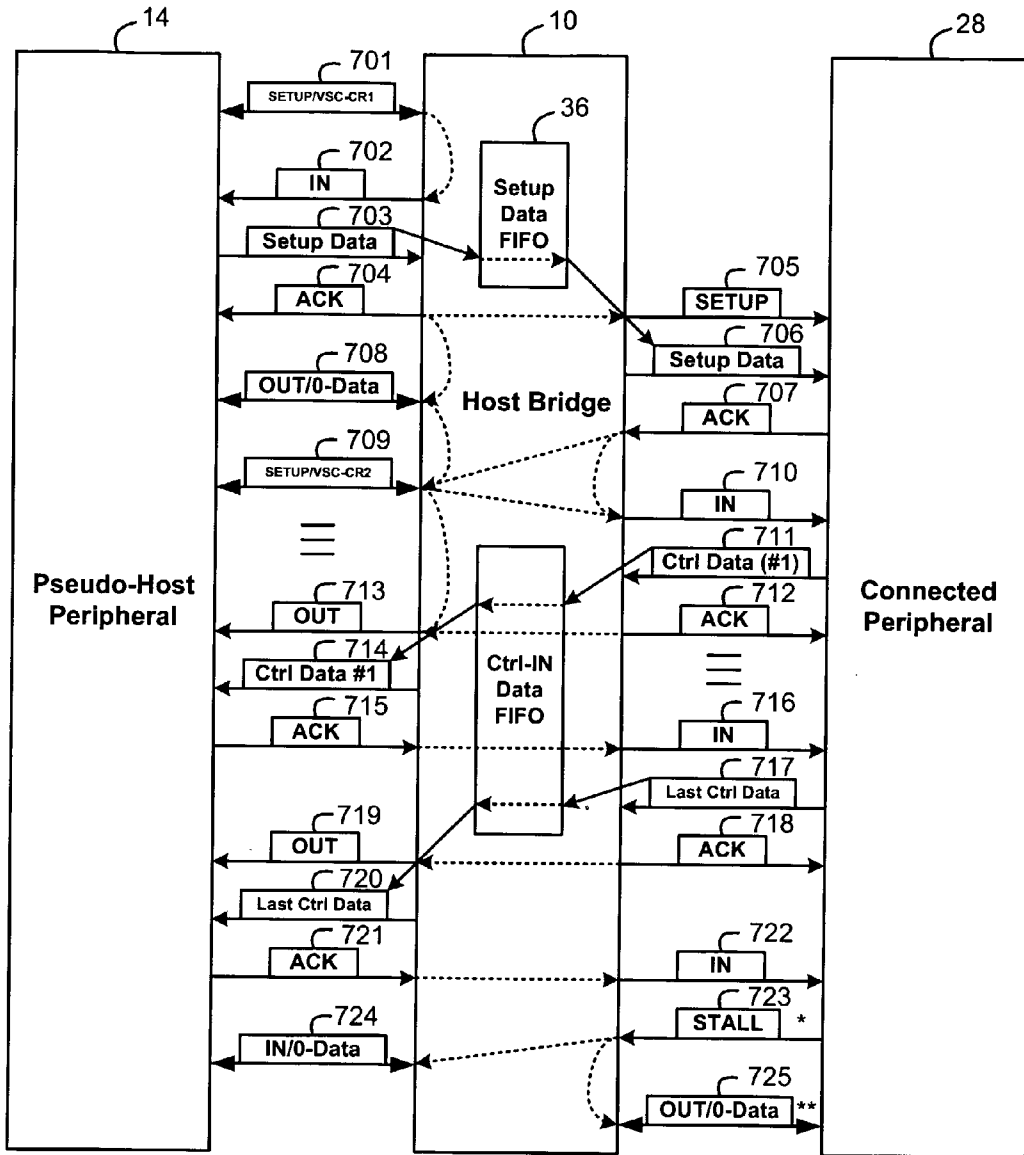 14
10
28
701
SETUP/VSC-CR1
36
702
IN
Setup
Data
FIFO
703
Setup Data
704
ACK
705
SETUP
706
Setup Data
708
OUT/0-Data
Host Bridge
707
ACK
709
SETUP/VSC-CR2
710
IN
711
Ctrl Data (#1)
Pseudo-Host
Peripheral
713
OUT
712
ACK
Connected
Peripheral
714
Ctrl Data #1
Ctrl-IN
Data
FIFO
715
ACK
716
IN
717
Last Ctrl Data
719
OUT
718
ACK
720
Last Ctrl Data
721
ACK
722
IN
723
STALL *
724
IN/0-Data
725
OUT/0-Data **